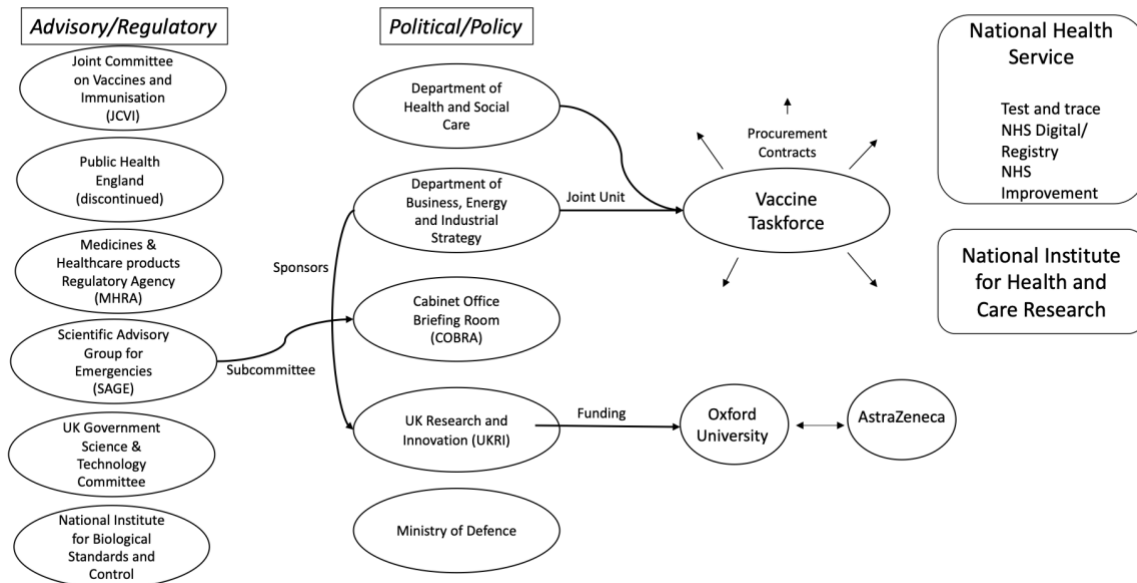 Advisory/Regulatory
Joint Committee
on Vaccines and
Immunisation
(JCVI)
Public Health
England
(discontinued)
Medicines &
Healthcare products
Regulatory Agency
(MHRA)
Scientific Advisory
Group for
Emergencies
(SAGE)
UK Government
Science &
Technology
Committee
National Institute
for Biological
Standards and
Control
Sponsors
Subcommittee
Political/Policy
Department of
Health and Social
Care
Department of
Business, Energy
and Industrial
Strategy
Cabinet Office
Briefing Room
(COBRA)
UK Research and
Innovation (UKRI)
Ministry of Defence
Joint Unit
Funding
Procurement
Contracts
Vaccine
Taskforce
Oxford
University
AstraZeneca
National Health
Service
Test and trace
NHS Digital/
Registry
NHS
Improvement
National Institute
for Health and
Care Research